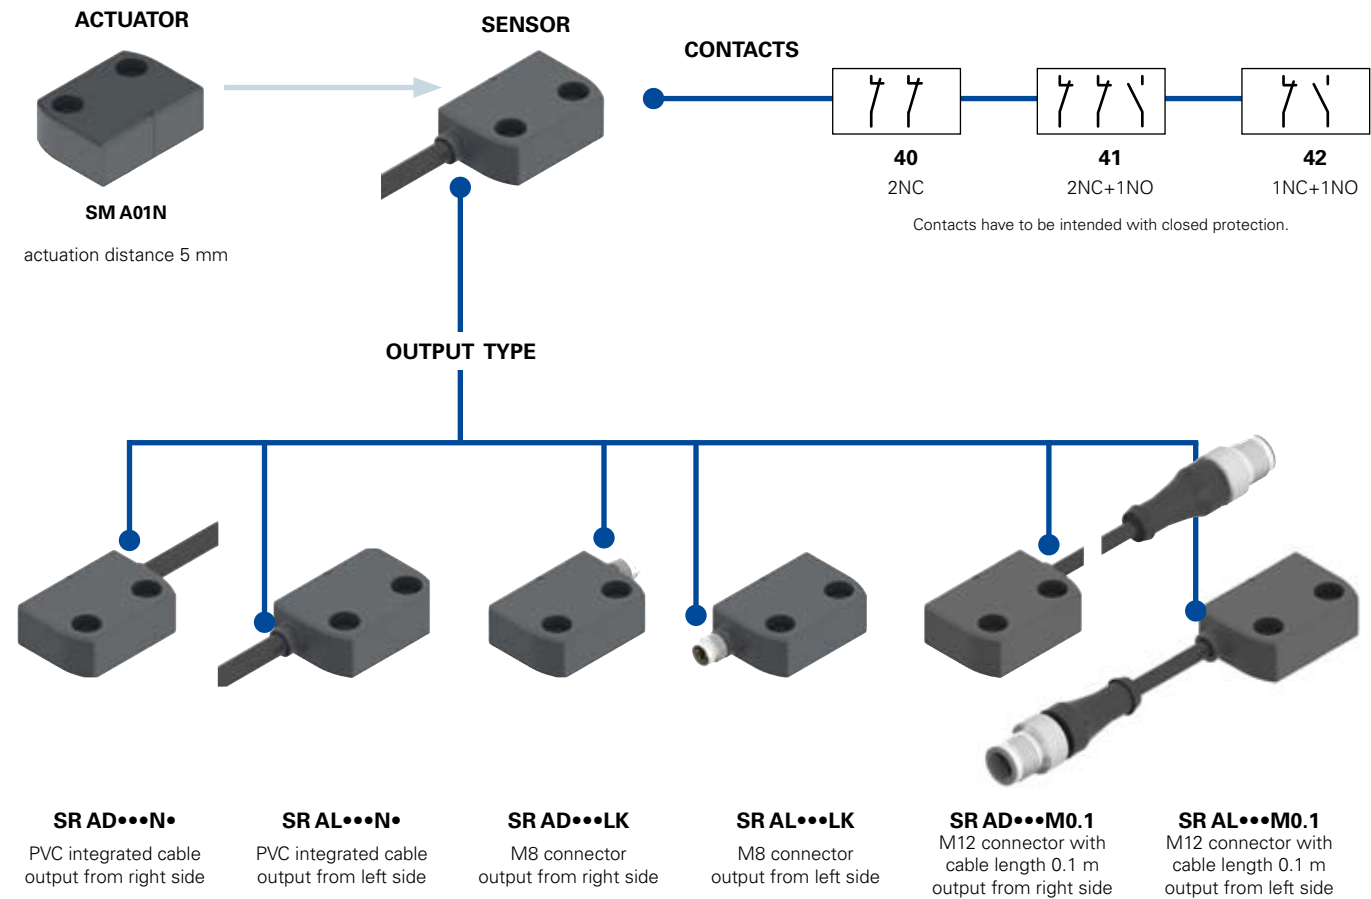 ACTUATOR
SENSOR
CONTACTS
40
41
42
2NC
2NC+1NO
1NC+1NO
SM A01N
Contacts have to be intended with closed protection.
actuation distance 5 mm
OUTPUT TYPE
SR AD•••N•
PVC integrated cable
output from right side
SR AL•••N•
PVC integrated cable
output from left side
SR AD•••LK
M8 connector
output from right side
SR AL•••LK
M8 connector
output from left side
SR AD•••M0.1
M12 connector with
cable length 0.1 m
output from right side
SR AL•••M0.1
M12 connector with
cable length 0.1 m
output from left side